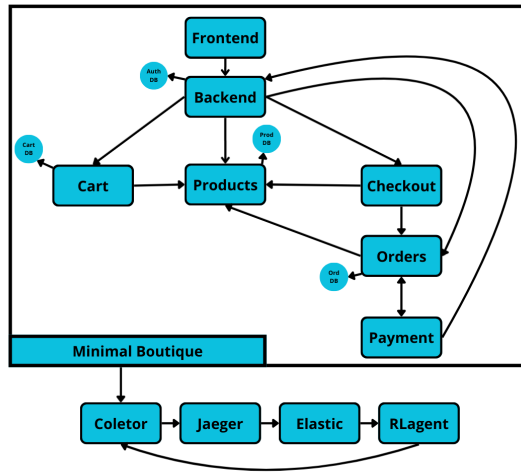 Frontend
Auth
DB
Backend
Cart
DB
Prod
DB
Cart
Products
Checkout
Orders
Ord
DB
Payment
Minimal Boutique
Coletor
Jaeger
Elastic
RLagent